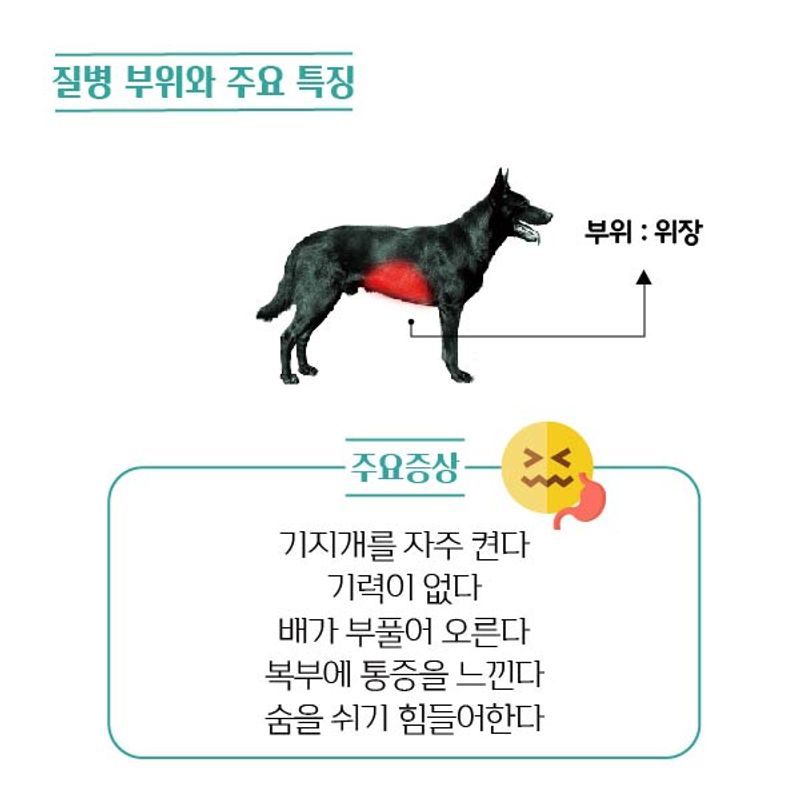 질병 부위와 주요 특징
부위 : 위장
주요증상
기지개를 자주 켠다
기력이 없다
배가 부풀어 오른다
복부에 통증을 느낀다
숨을 쉬기 힘들어한다